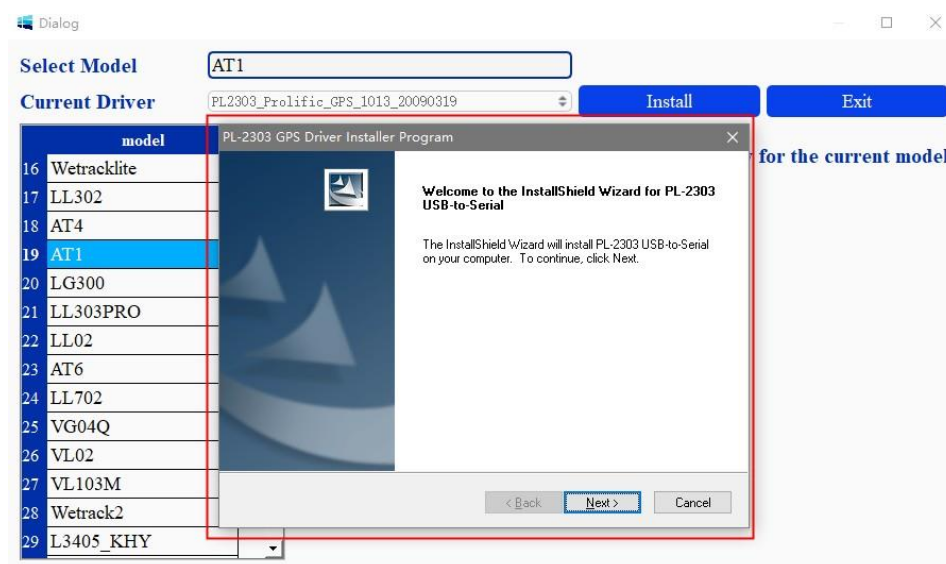 Dialog
Select Model
AT1
Current Driver
PL2303_Prolific_GPS_1013_20090319
Install
Exit
model
for the current model
16 Wetracklite
17 LL302
18 AT4
19 AT1
20 LG300
21 LL303PRO
22 LL02
23 AT6
24 LL702
25 VG04Q
26 VL02
27 VL103M
28 Wetrack2
29 L3405_KHY
PL-2303 GPS Driver Installer Program
Welcome to the InstallShield Wizard for PL-2303
USB-to-Serial
The InstallShield Wizard will install PL-2303 USB-to-Serial
on your computer. To continue, click Next.
< Back
Next >
Cancel